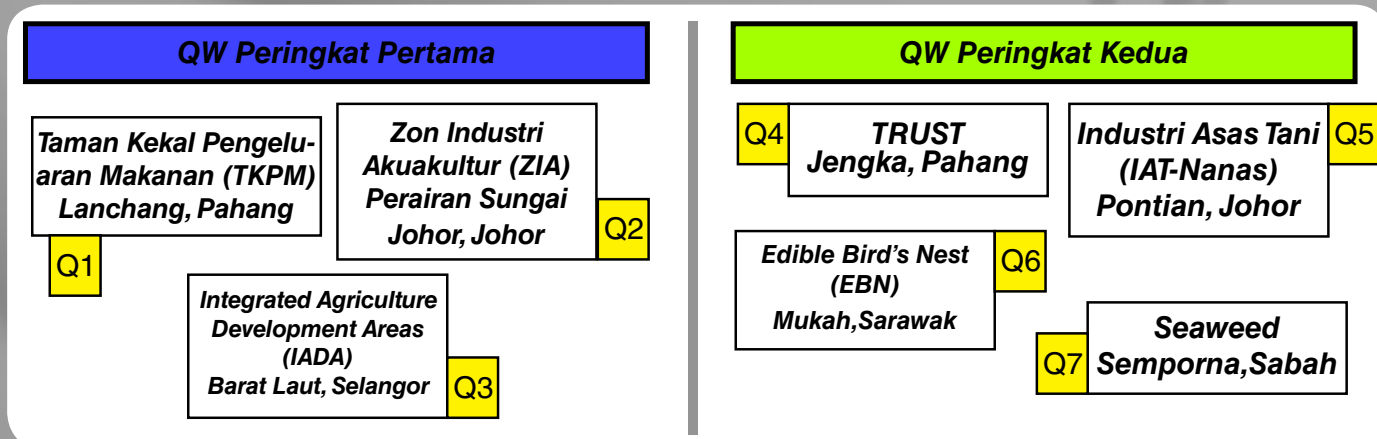 QW Peringkat Pertama
Taman Kekal Pengelu-
aran Makanan (TKPM)
Lanchang, Pahang
Q1
Zon Industri
Akuakultur (ZIA)
Perairan Sungai
Johor, Johor
Q2
Integrated Agriculture
Development Areas
(IADA)
Barat Laut, Selangor
Q3
QW Peringkat Kedua
Q4
TRUST
Jengka, Pahang
Industri Asas Tani
(IAT-Nanas)
Pontian, Johor
Q5
Edible Bird's Nest
(EBN)
Mukah,Sarawak
Q6
Q7
Seaweed
Semporna,Sabah